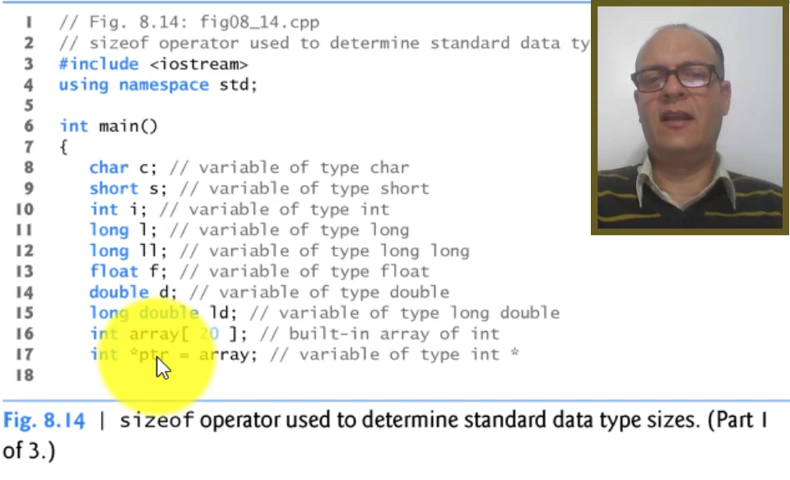 1 // Fig. 8.14: fig08_14.cpp
2 // sizeof operator used to determine standard data ty
3 #include <iostream>
4 using namespace std;
5
6 int main()
7 {
8 char c; // variable of type char
9 short s; // variable of type short
10 int i; // variable of type int
11 long l; // variable of type long
12 long ll; // variable of type long long
13 float f; // variable of type float
14 double d; // variable of type double
15 long double ld; // variable of type long double
16 int array[ 20 ]; // built-in array of int
17 int *ptr = array; // variable of type int *
18
Fig. 8.14 | sizeof operator used to determine standard data type sizes. (Part 1
of 3.)